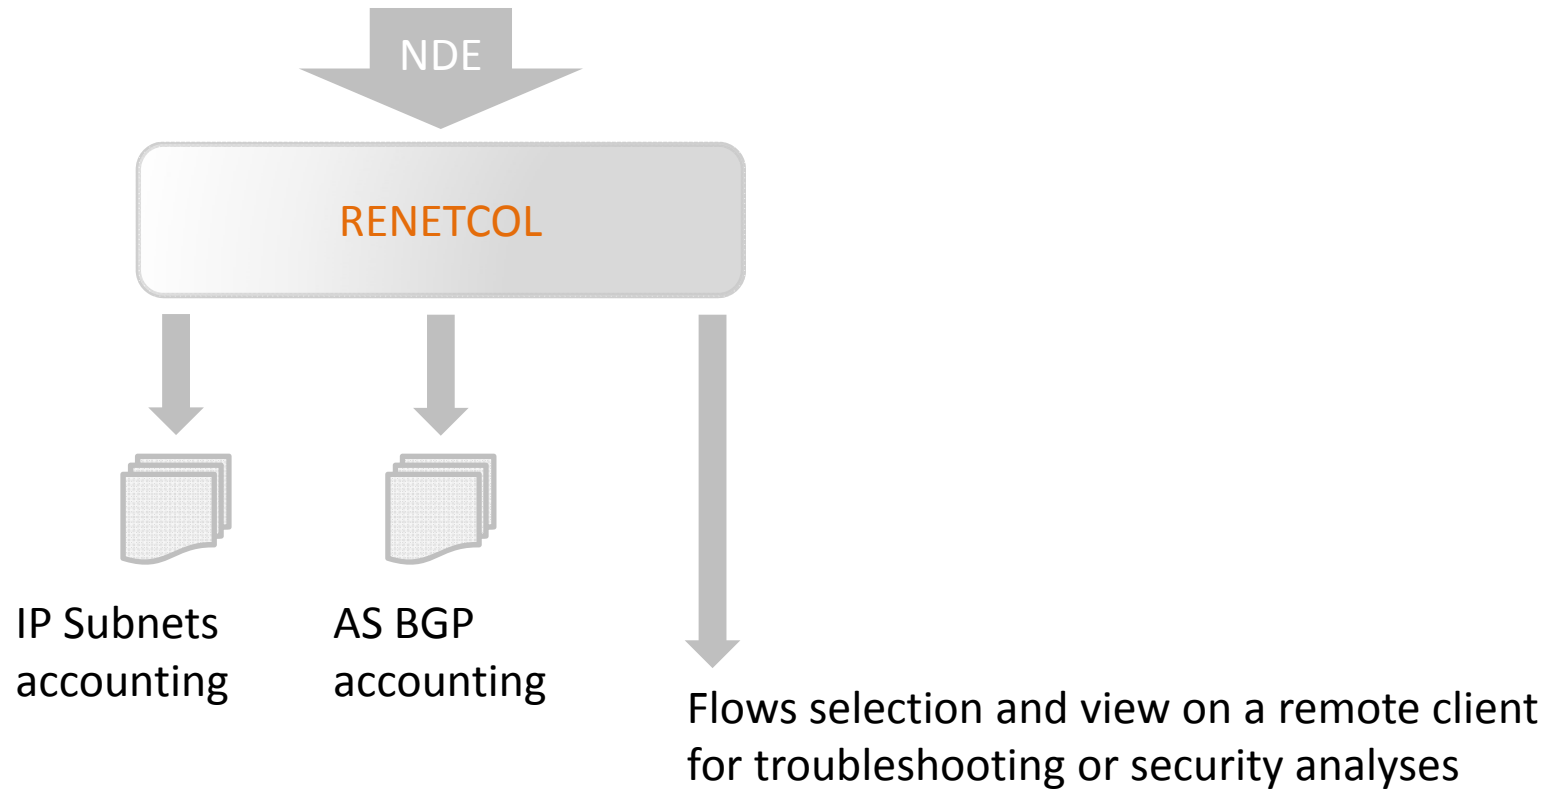 NDE
RENETCOL
IP Subnets
accounting
AS BGP
accounting
Flows selection and view on a remote client
for troubleshooting or security analyses